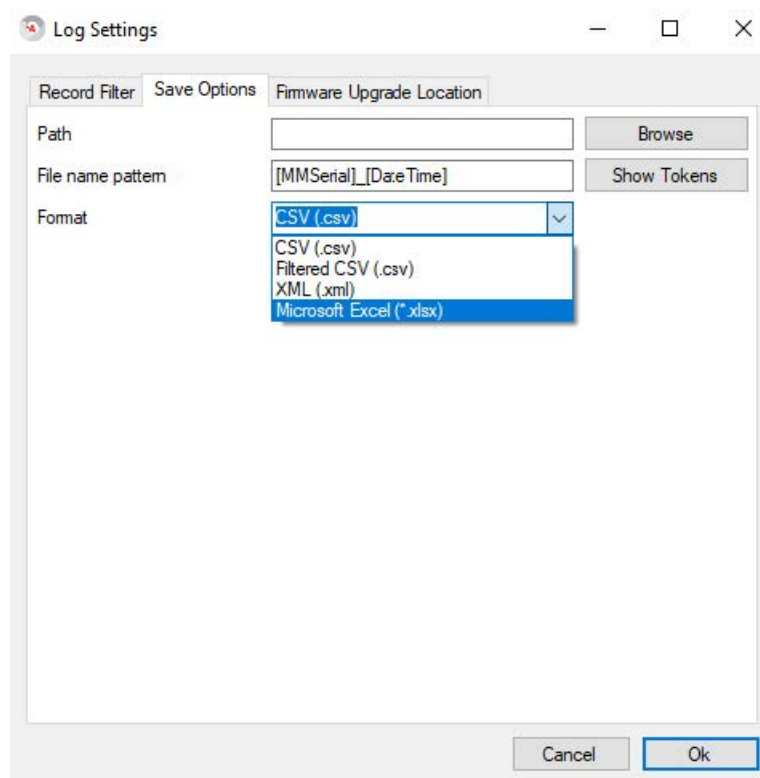 Log Settings
Record Filter Save Options Firmware Upgrade Location
Path Browse
File name pattern [MMSerial]_[DateTime] Show Tokens
Format CSV (.csv)
CSV (.csv)
Filtered CSV (.csv)
XML (.xml)
Microsoft Excel (*.xlsx)
Cancel Ok